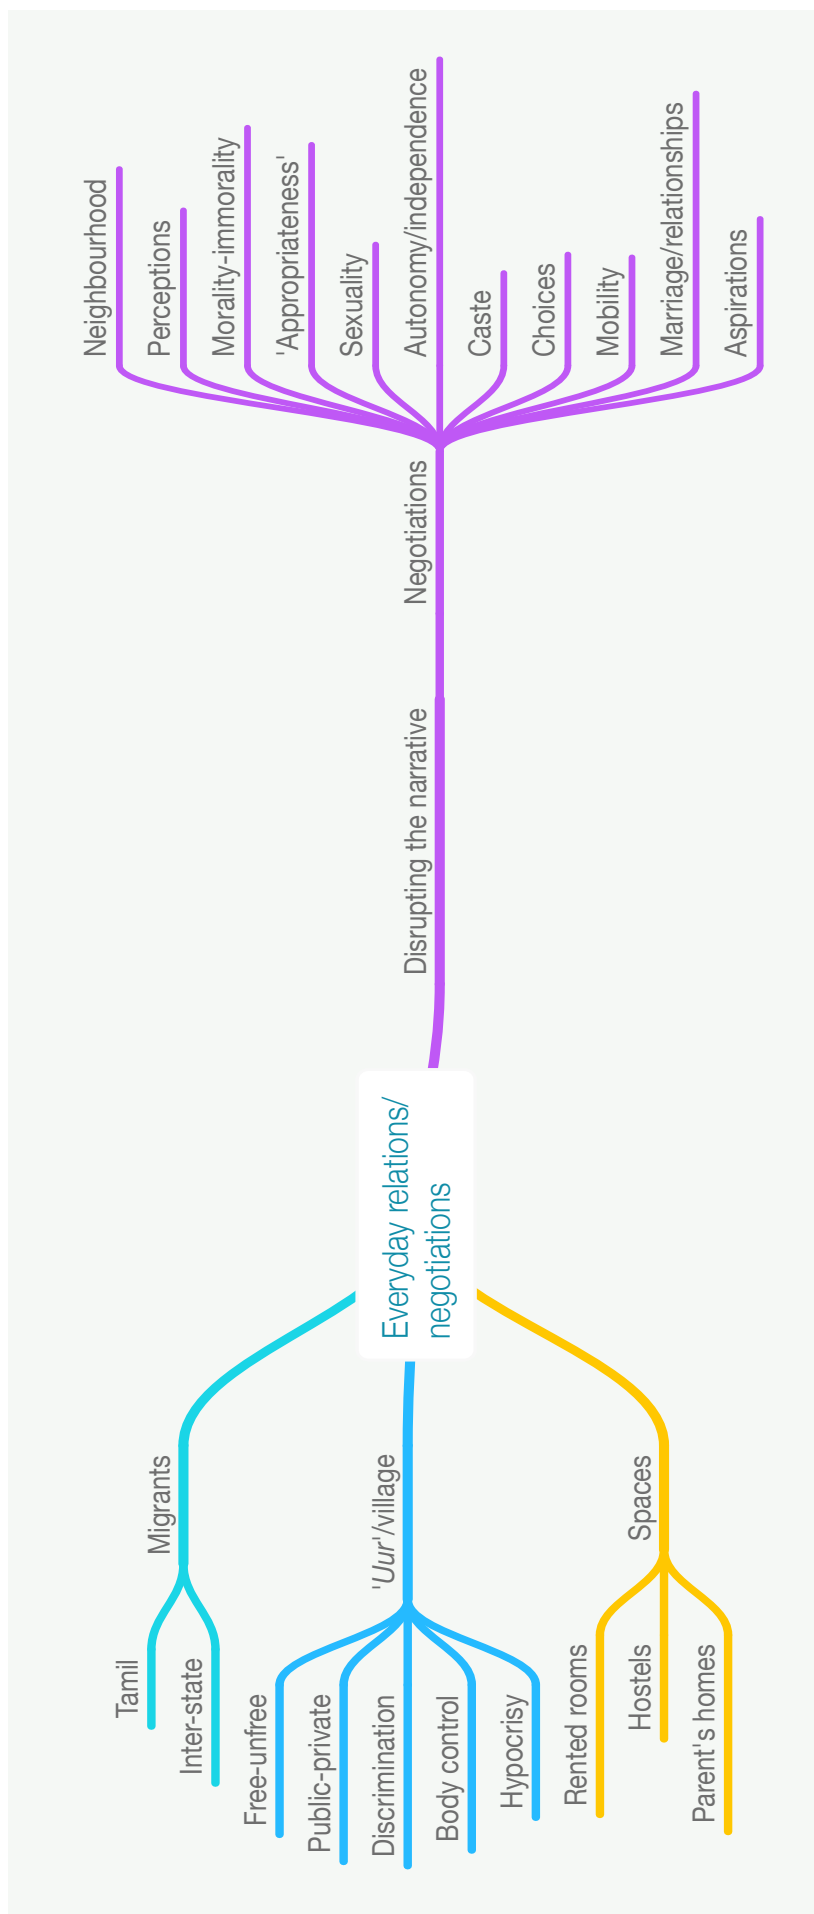 Everyday relations/
negotiations
Migrants
Tamil
Inter-state
'Uur'/village
Free-unfree
Public-private
Discrimination
Body control
Hypocrisy
Spaces
Rented rooms
Hostels
Parent's homes
Disrupting the narrative
Negotiations
Neighbourhood
Perceptions
Morality-immorality
'Appropriateness'
Sexuality
Autonomy/independence
Caste
Choices
Mobility
Marriage/relationships
Aspirations